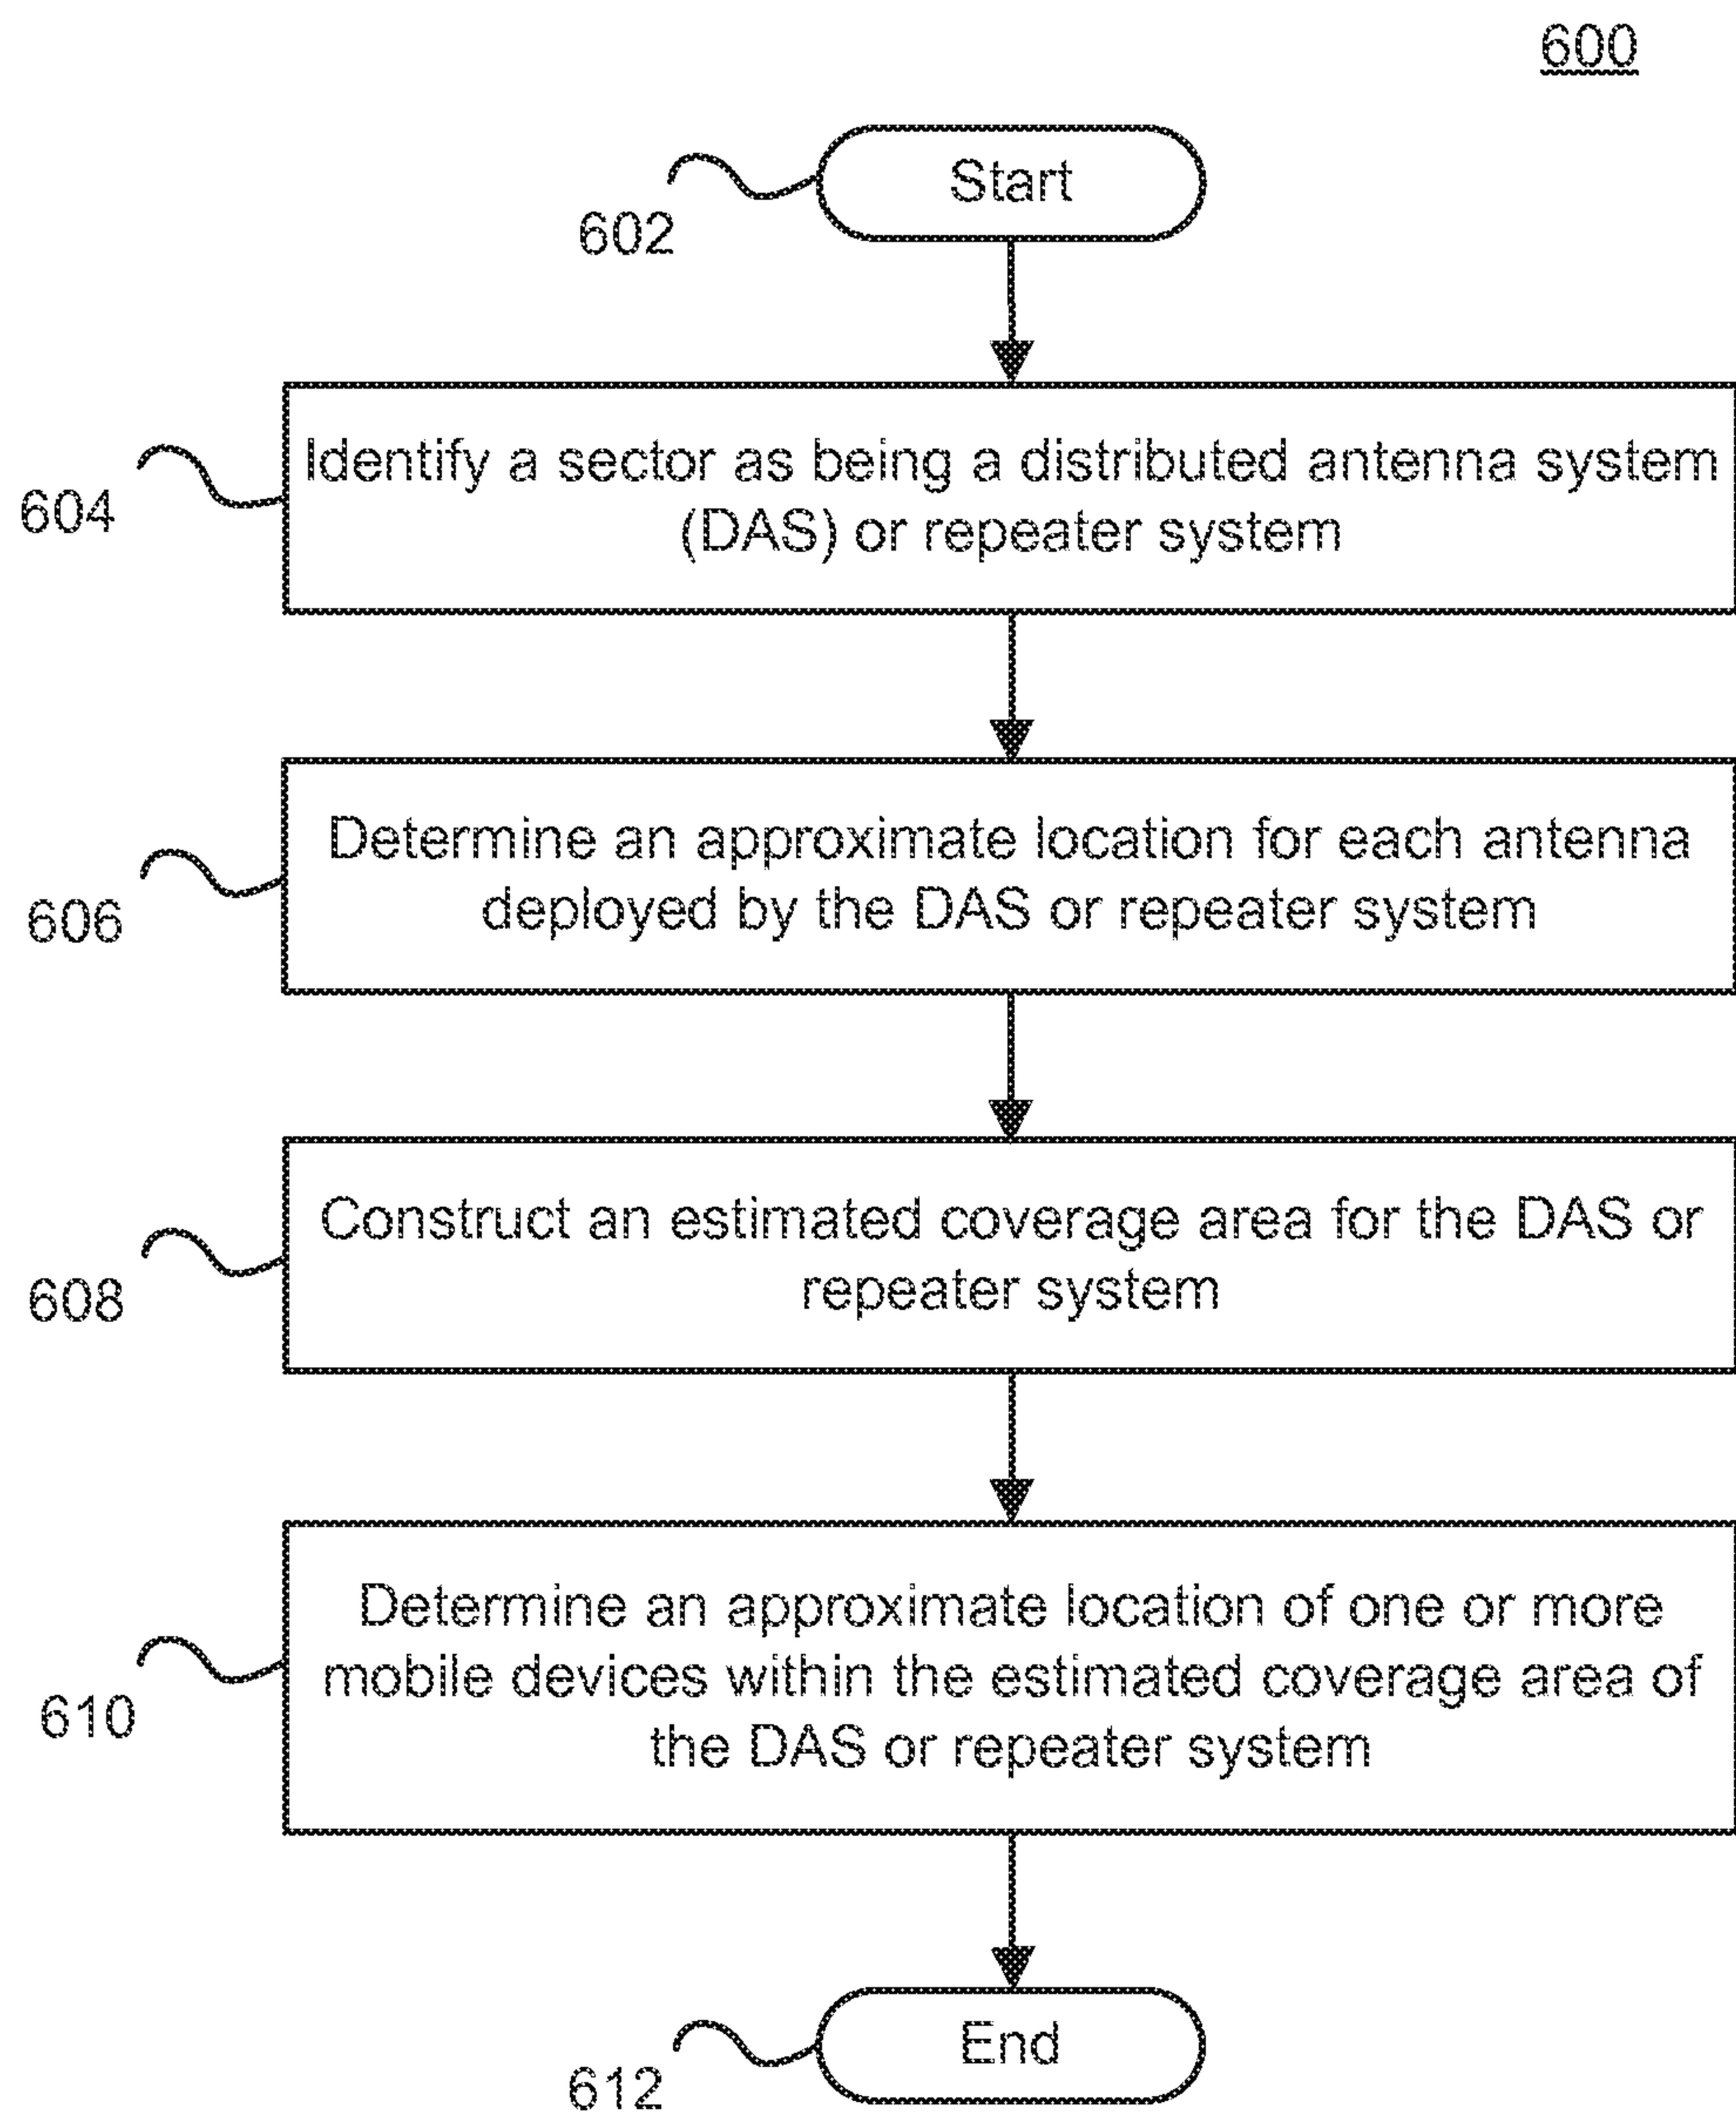 600
Start
602
Identify a sector as being a distributed antenna system
(DAS) or repeater system
604
Determine an approximate location for each antenna
deployed by the DAS or repeater system
606
Construct an estimated coverage area for the DAS or
repeater system
608
Determine an approximate location of one or more
mobile devices within the estimated coverage area of
the DAS or repeater system
610
End
612